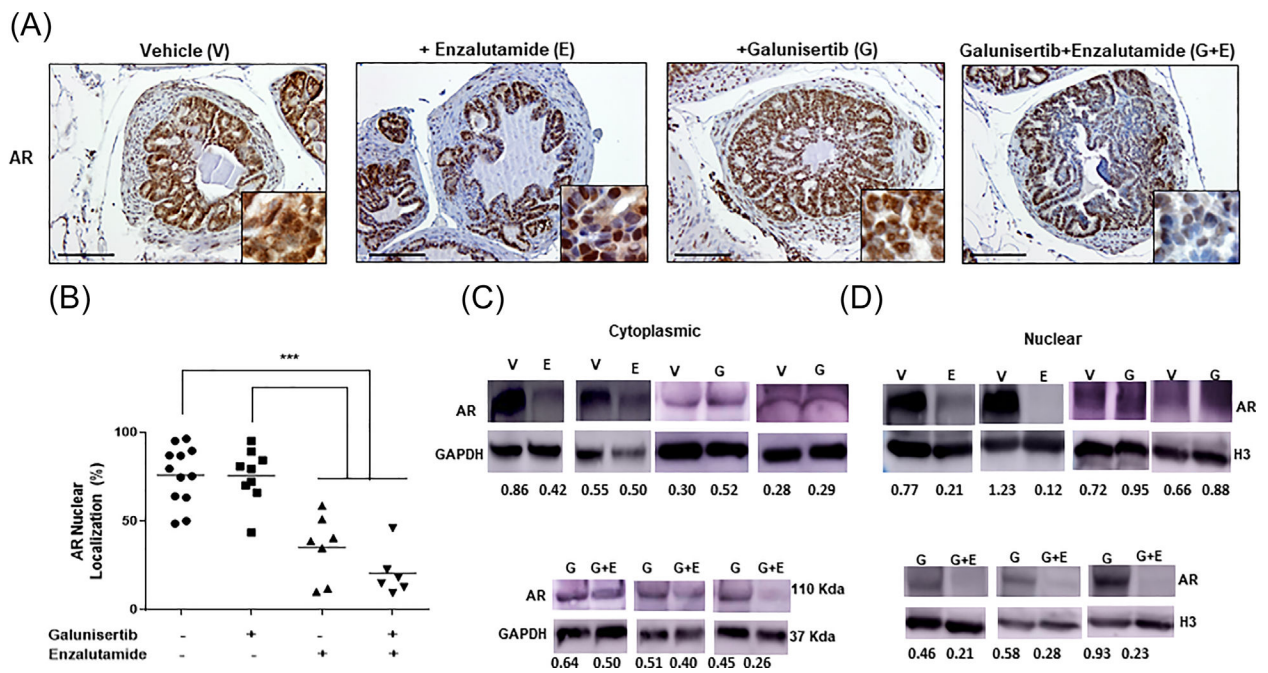 (A)
Vehicle (V)
+ Enzalutamide (E)
+Galunisertib (G)
Galunisertib+Enzalutamide (G+E)
AR
(B)
***
AR Nuclear
Localization (%)
100
50
0
Galunisertib - + - +
Enzalutamide - - + +
(C)
Cytoplasmic
V E V E V G V G
AR
GAPDH
0.86 0.42 0.55 0.50 0.30 0.52 0.28 0.29
G G+E G G+E G G+E
AR 110 Kda
GAPDH 37 Kda
0.64 0.50 0.51 0.40 0.45 0.26
(D)
Nuclear
V E V E V G V G
AR
H3
0.77 0.21 1.23 0.12 0.72 0.95 0.66 0.88
G G+E G G+E G G+E
AR
H3
0.46 0.21 0.58 0.28 0.93 0.23